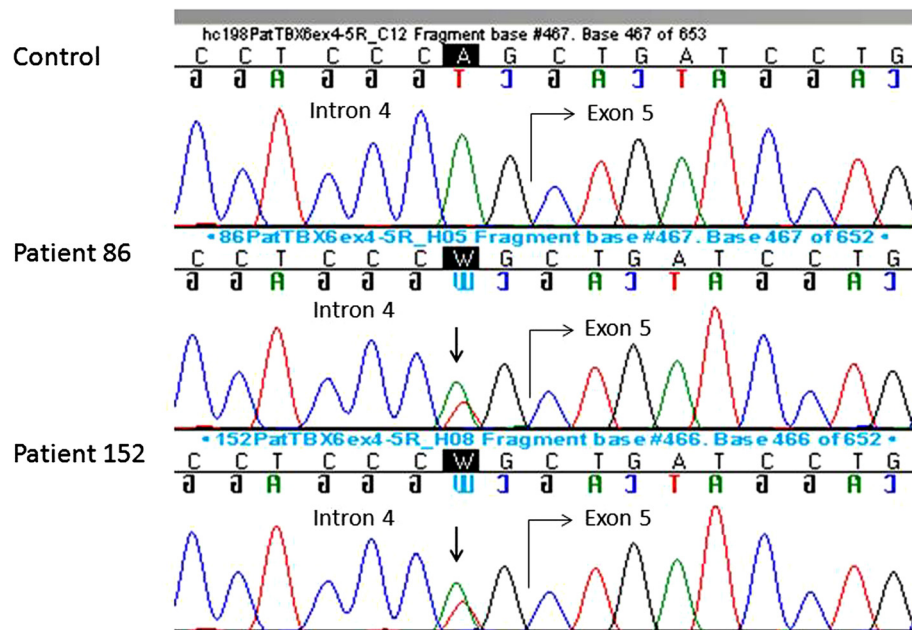 hc198PatTBX6ex4-5R_C12 Fragment base #467. Base 467 of 653
Control
C C T C C C A G C T G A T C C T G
G G A G G G T C G A C T A G G A C
Intron 4 Exon 5
•86PatTBX6ex4-5R_H05 Fragment base #467. Base 467 of 652•
Patient 86
C C T C C C W G C T G A T C C T G
G G A G G G W C G A C T A G G A C
Intron 4 Exon 5
•152PatTBX6ex4-5R_H08 Fragment base #466. Base 466 of 652•
Patient 152
C C T C C C W G C T G A T C C T G
G G A G G G W C G A C T A G G A C
Intron 4 Exon 5